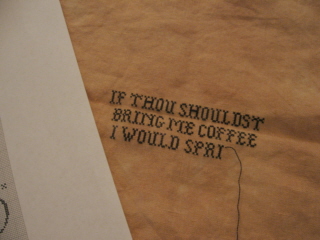 IF THOU SHOULDST
BRING ME COFFEE
I WOULD SPRI